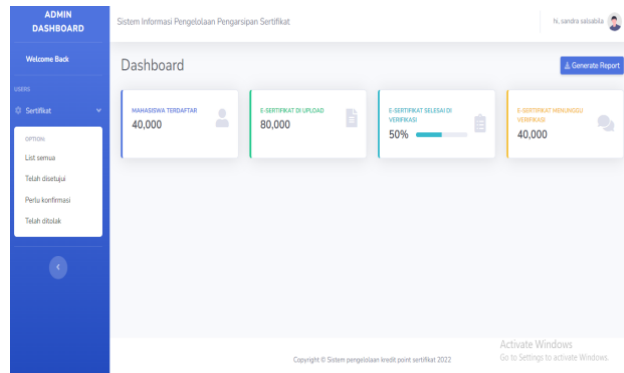 ADMIN
DASHBOARD
Sistem Informasi Pengelolaan Pengarsipan Sertifikat
hi, sandra salsabila
Welcome Back
Dashboard
Generate Report
USERS
Sertifikat
OPTION:
List semua
Telah disetujui
Perlu konfirmasi
Telah ditolak
MAHASISWA TERDAFTAR
40,000
E-SERTIFIKAT DI UPLOAD
80,000
E-SERTIFIKAT SELESAI DI
VERIFIKASI
50%
E-SERTIFIKAT MENUNGGU
VERIFIKASI
40,000
Copyright © Sistem pengelolaan kredit point sertifikat 2022
Activate Windows
Go to Settings to activate Windows.